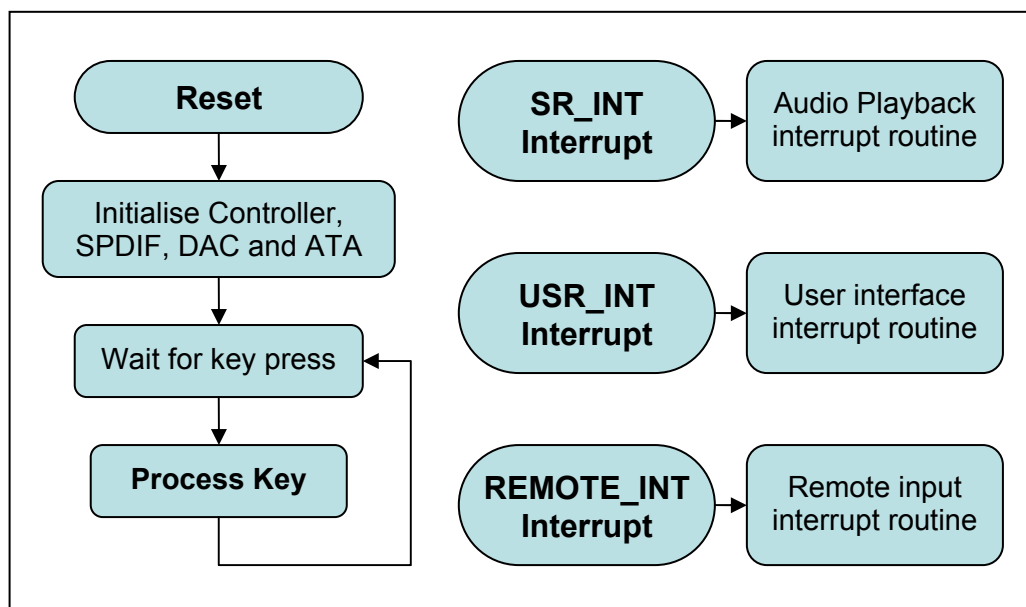 Reset
Initialise Controller,
SPDIF, DAC and ATA
Wait for key press
Process Key
SR_INT
Interrupt
Audio Playback
interrupt routine
USR_INT
Interrupt
User interface
interrupt routine
REMOTE_INT
Interrupt
Remote input
interrupt routine